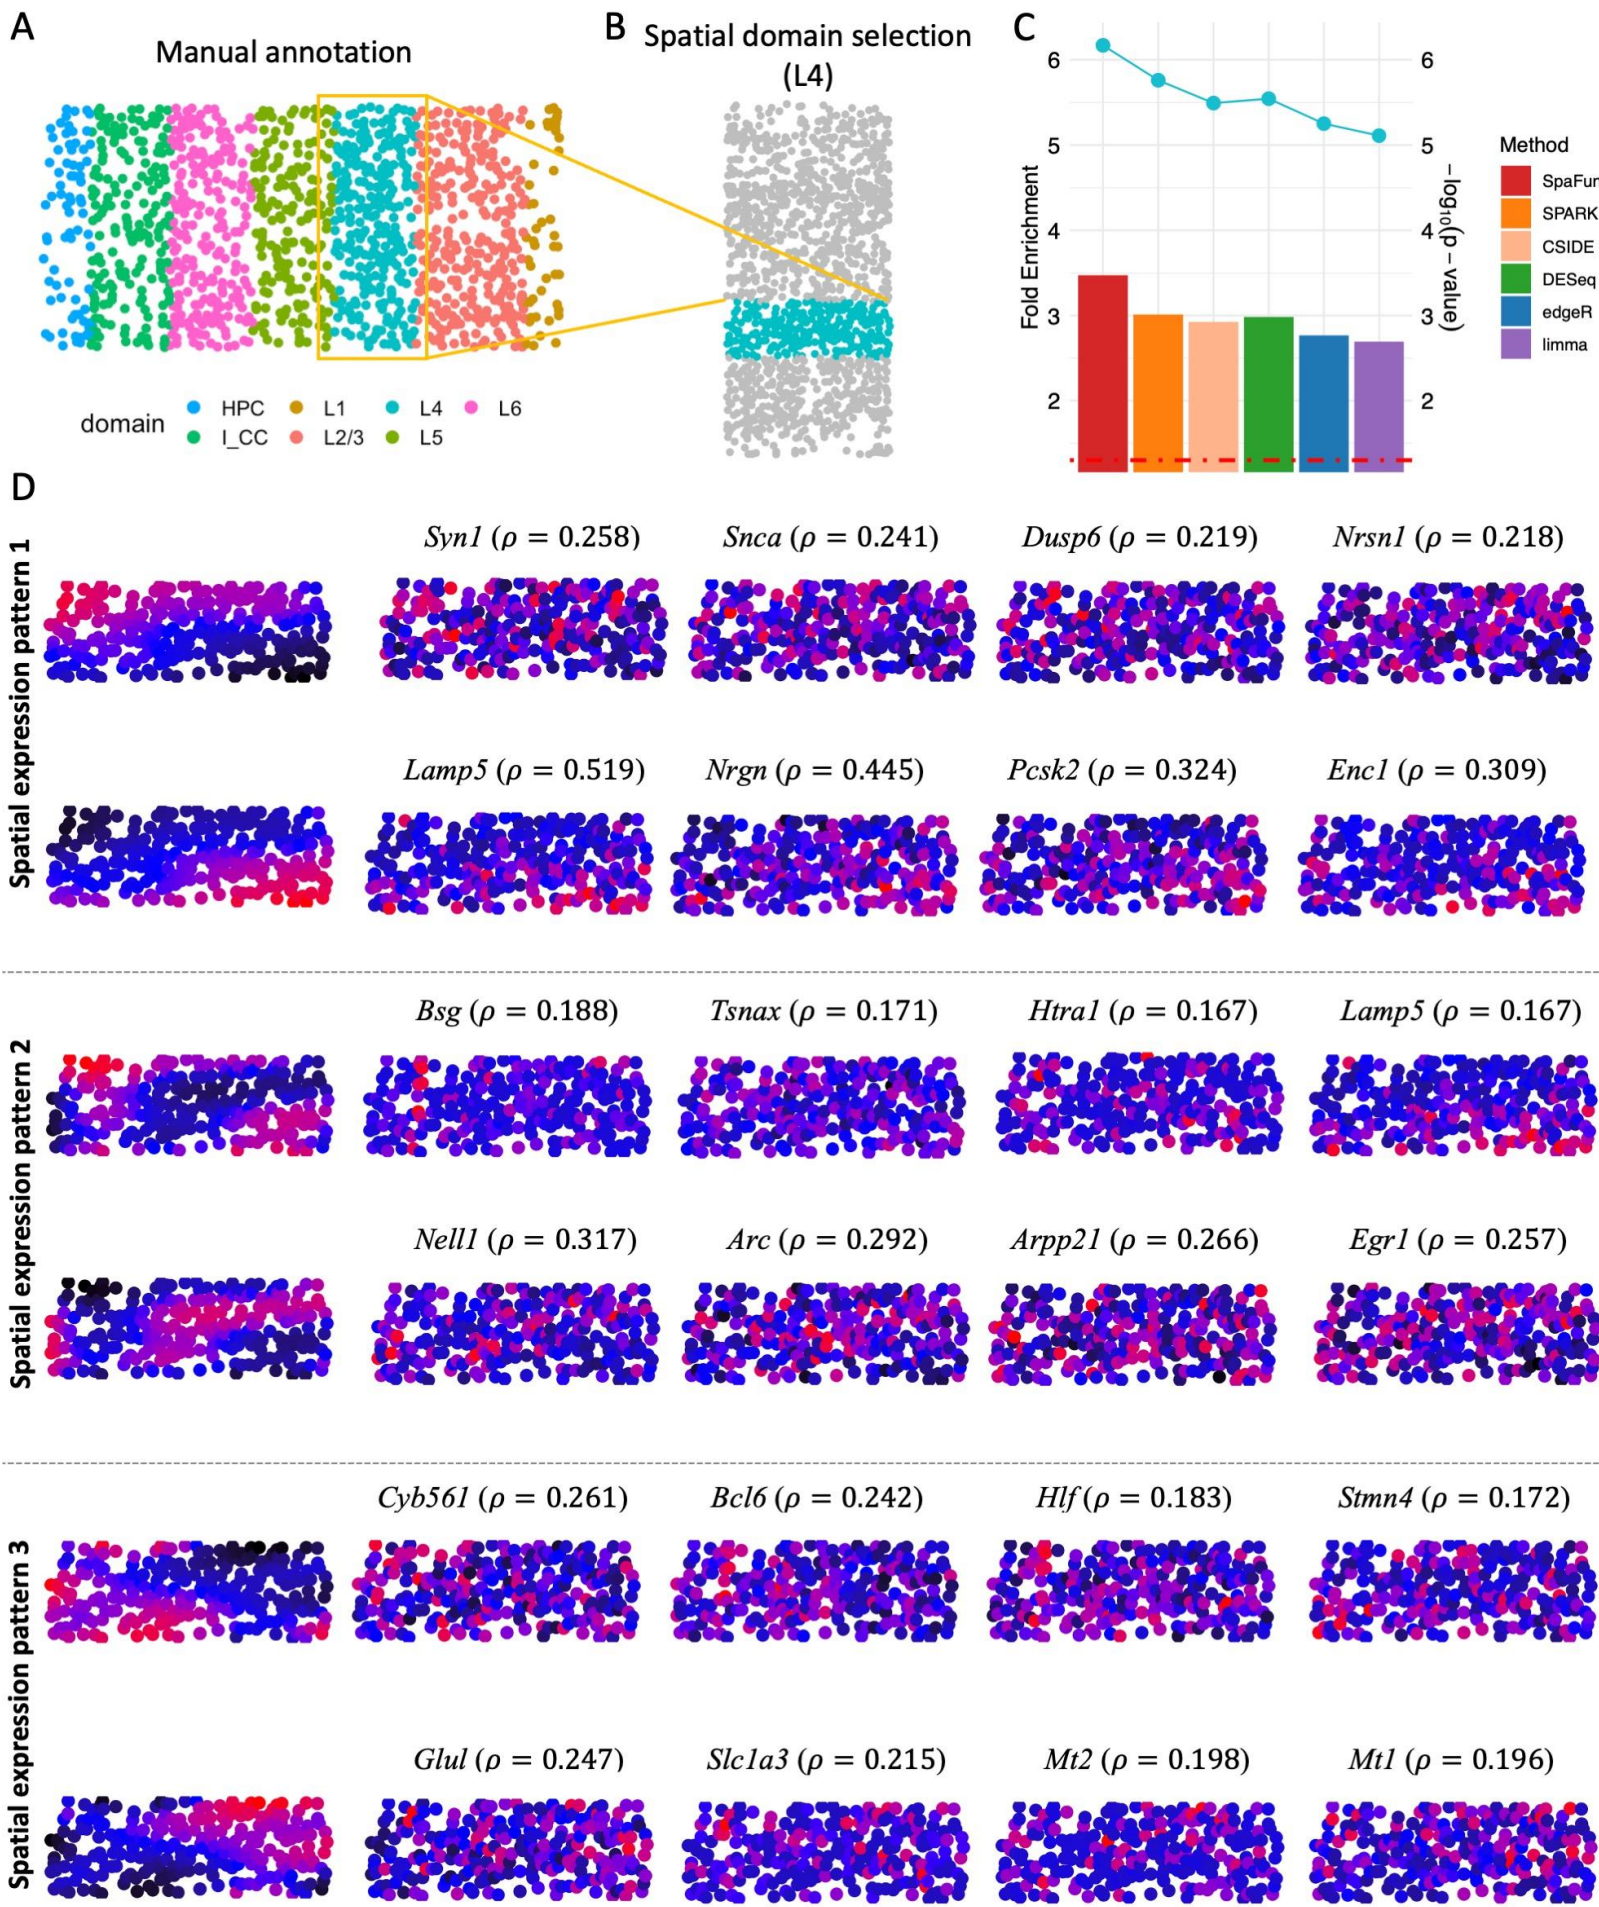 A
Manual annotation
domain
HPC
L1
L4
L6
I_CC
L2/3
L5
B
Spatial domain selection
(L4)
C
Fold Enrichment
6
5
4
3
2
6
5
4
3
2
−log10(p − value)
Method
SpaFun
SPARK
CSIDE
DESeq
edgeR
limma
D
Spatial expression pattern 1
Syn1 (ρ = 0.258)
Snca (ρ = 0.241)
Dusp6 (ρ = 0.219)
Nrsn1 (ρ = 0.218)
Lamp5 (ρ = 0.519)
Nrgn (ρ = 0.445)
Pcsk2 (ρ = 0.324)
Enc1 (ρ = 0.309)
Spatial expression pattern 2
Bsg (ρ = 0.188)
Tsnax (ρ = 0.171)
Htra1 (ρ = 0.167)
Lamp5 (ρ = 0.167)
Nell1 (ρ = 0.317)
Arc (ρ = 0.292)
Arpp21 (ρ = 0.266)
Egr1 (ρ = 0.257)
Spatial expression pattern 3
Cyb561 (ρ = 0.261)
Bcl6 (ρ = 0.242)
Hlf (ρ = 0.183)
Stmn4 (ρ = 0.172)
Glul (ρ = 0.247)
Slc1a3 (ρ = 0.215)
Mt2 (ρ = 0.198)
Mt1 (ρ = 0.196)